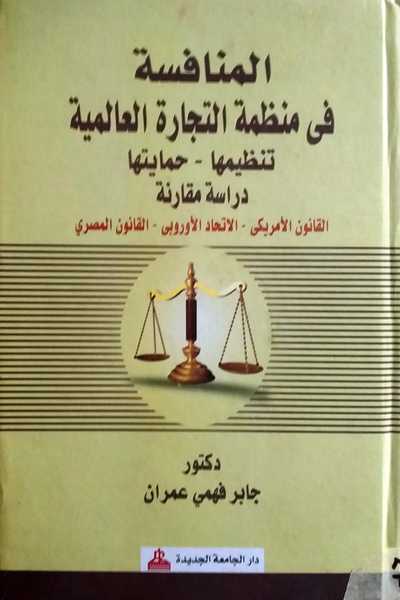 المنافسة
فى منظمة التجارة العالمية
تنظيمها - حمايتها
دراسة مقارنة
القانون الأمريكى - الاتحاد الأوروبى - القانون المصري
دكتور
جابر فهمي عمران
دار الجامعة الجديدة